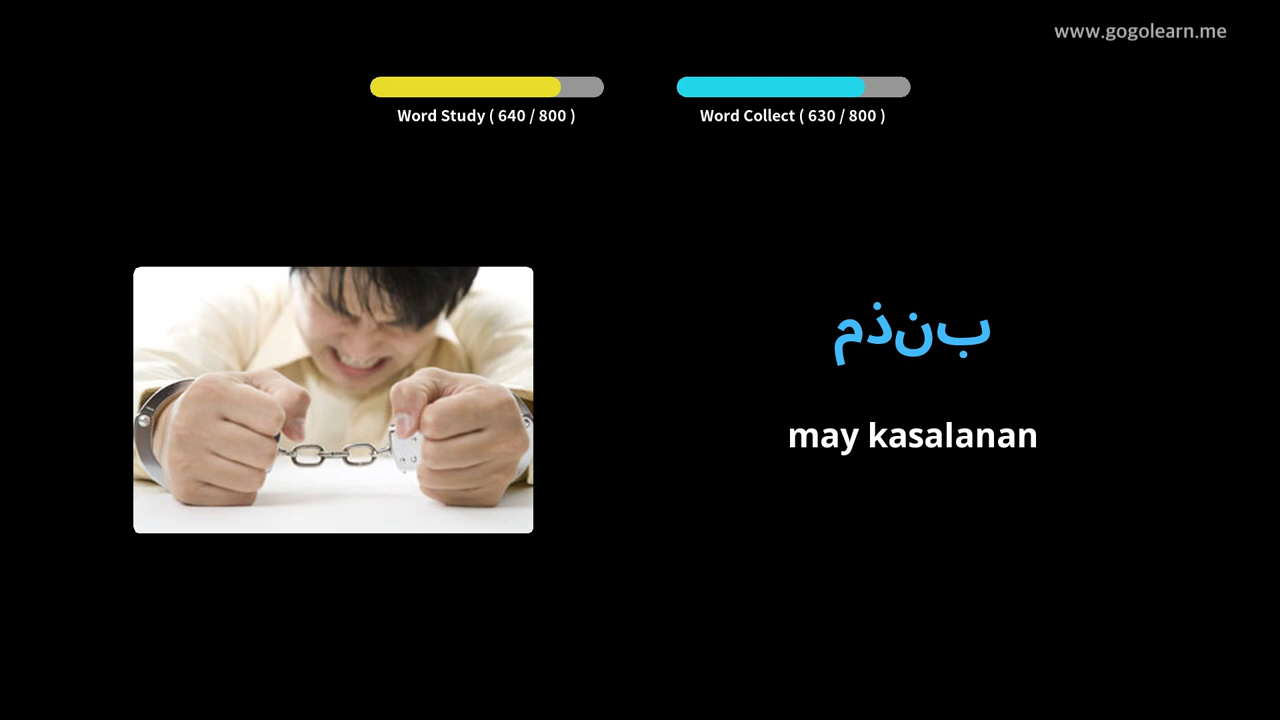 www.gogolearn.me
Word Study ( 640 / 800 )
Word Collect ( 630 / 800 )
مذنب
may kasalanan